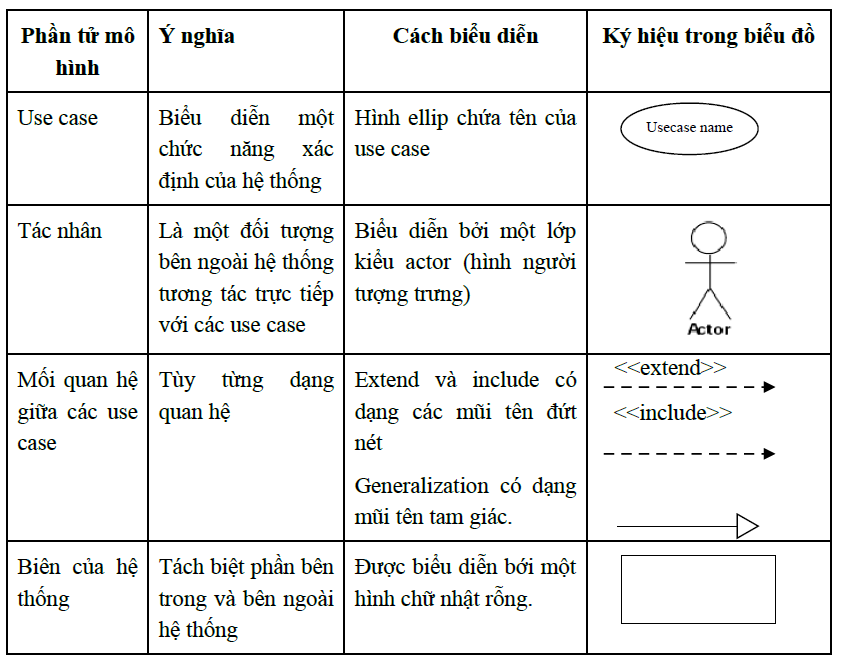 Phần tử mô hình
Ý nghĩa
Cách biểu diễn
Ký hiệu trong biểu đồ
Use case
Biểu diễn một
chức năng xác
định của hệ thống
Hình ellip chứa tên của
use case
Usecase name
Tác nhân
Là một đối tượng
bên ngoài hệ thống
tương tác trực tiếp
với các use case
Biểu diễn bởi một lớp
kiểu actor (hình người
tượng trưng)
Actor
Mối quan hệ
giữa các use
case
Tùy từng dạng
quan hệ
Extend và include có
dạng các mũi tên đứt
nét
Generalization có dạng
mũi tên tam giác.
<<extend>>
<<include>>
Biên của hệ
thống
Tách biệt phần bên
trong và bên ngoài
hệ thống
Được biểu diễn bới một
hình chữ nhật rỗng.